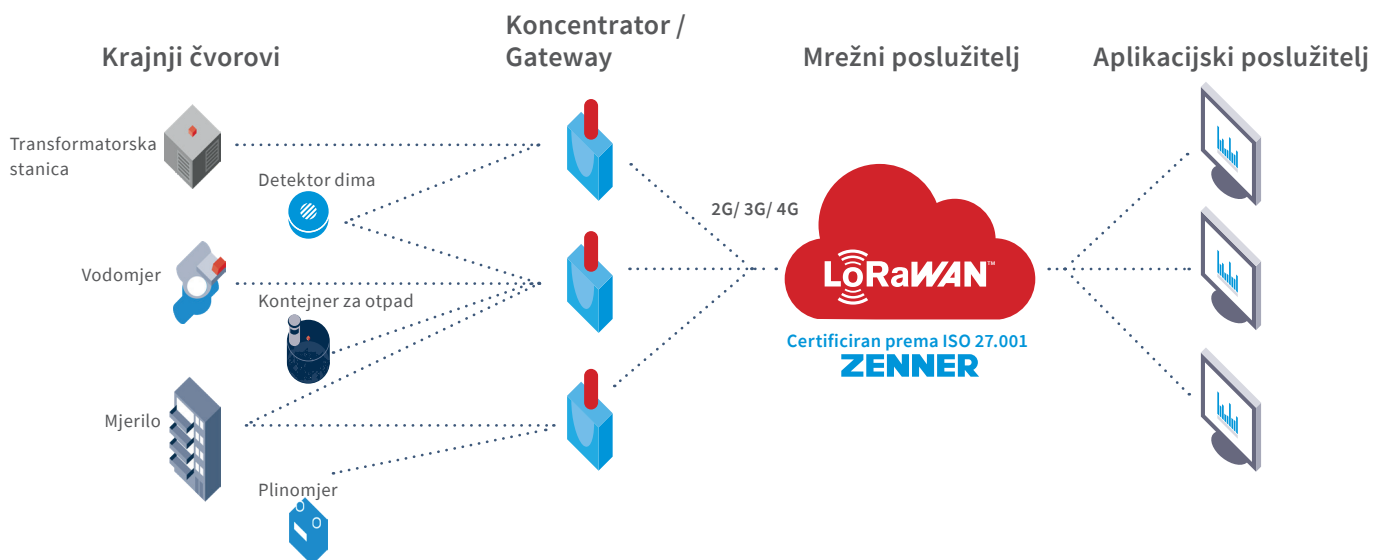 Krajnji čvorovi
Koncentrator /
Gateway
Mrežni poslužitelj
Aplikacijski poslužitelj
Transformatorska
stanica
Detektor dima
Vodomjer
Kontejner za otpad
Mjerilo
Plinomjer
2G/ 3G/ 4G
LoRaWAN™
Certificiran prema ISO 27.001
ZENNER